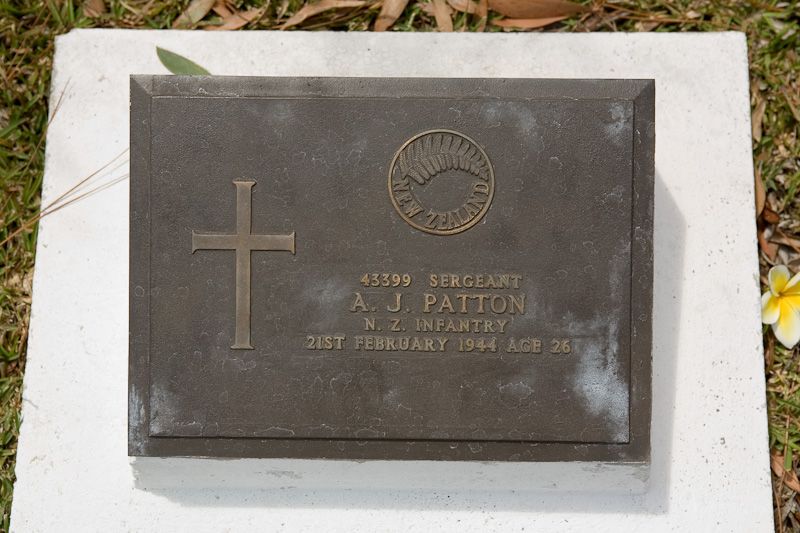 NEW ZEALAND
43399 SERGEANT
A. J. PATTON
N. Z. INFANTRY
21ST FEBRUARY 1944 AGE 26